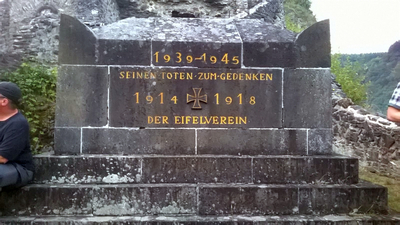 1939-1945
SEINEN·TOTEN·ZUM·GEDENKEN
1914 1918
DER EIFELVEREIN